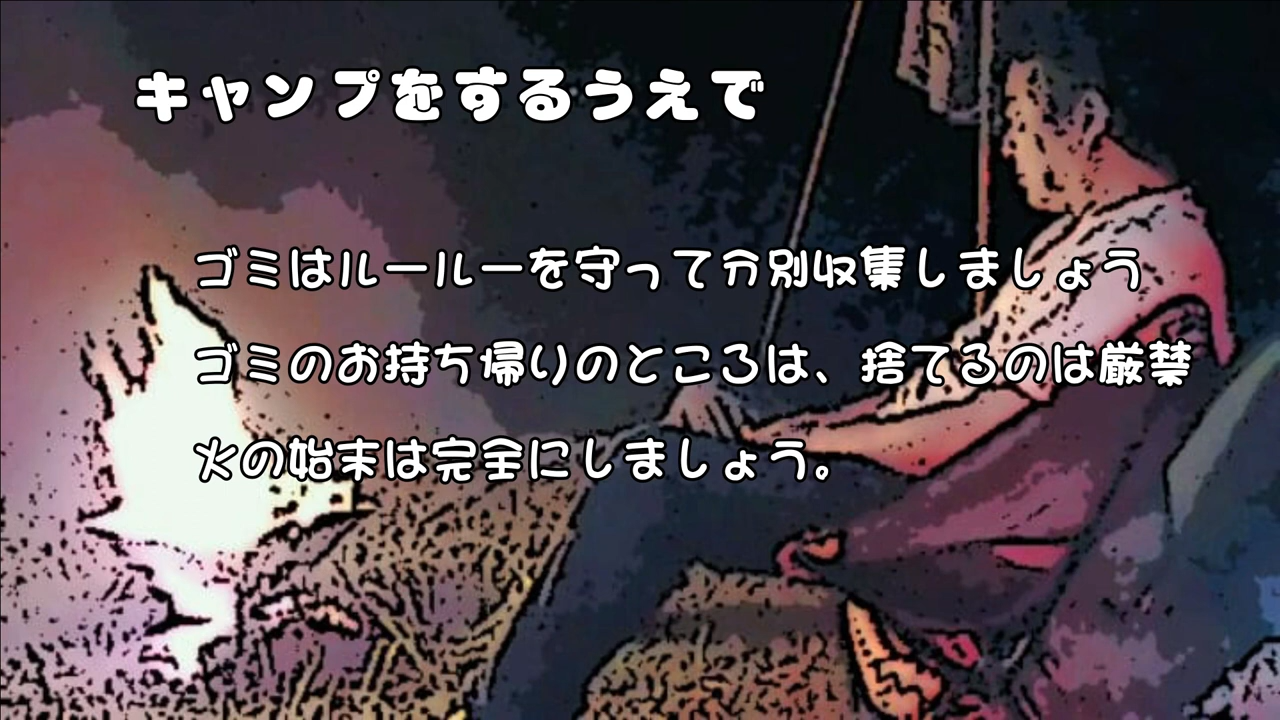 キャンプをするうえで
ゴミはルールーを守って分別収集しましょう
ゴミのお持ち帰りのところは、捨てるのは厳禁
火の始末は完全にしましょう。